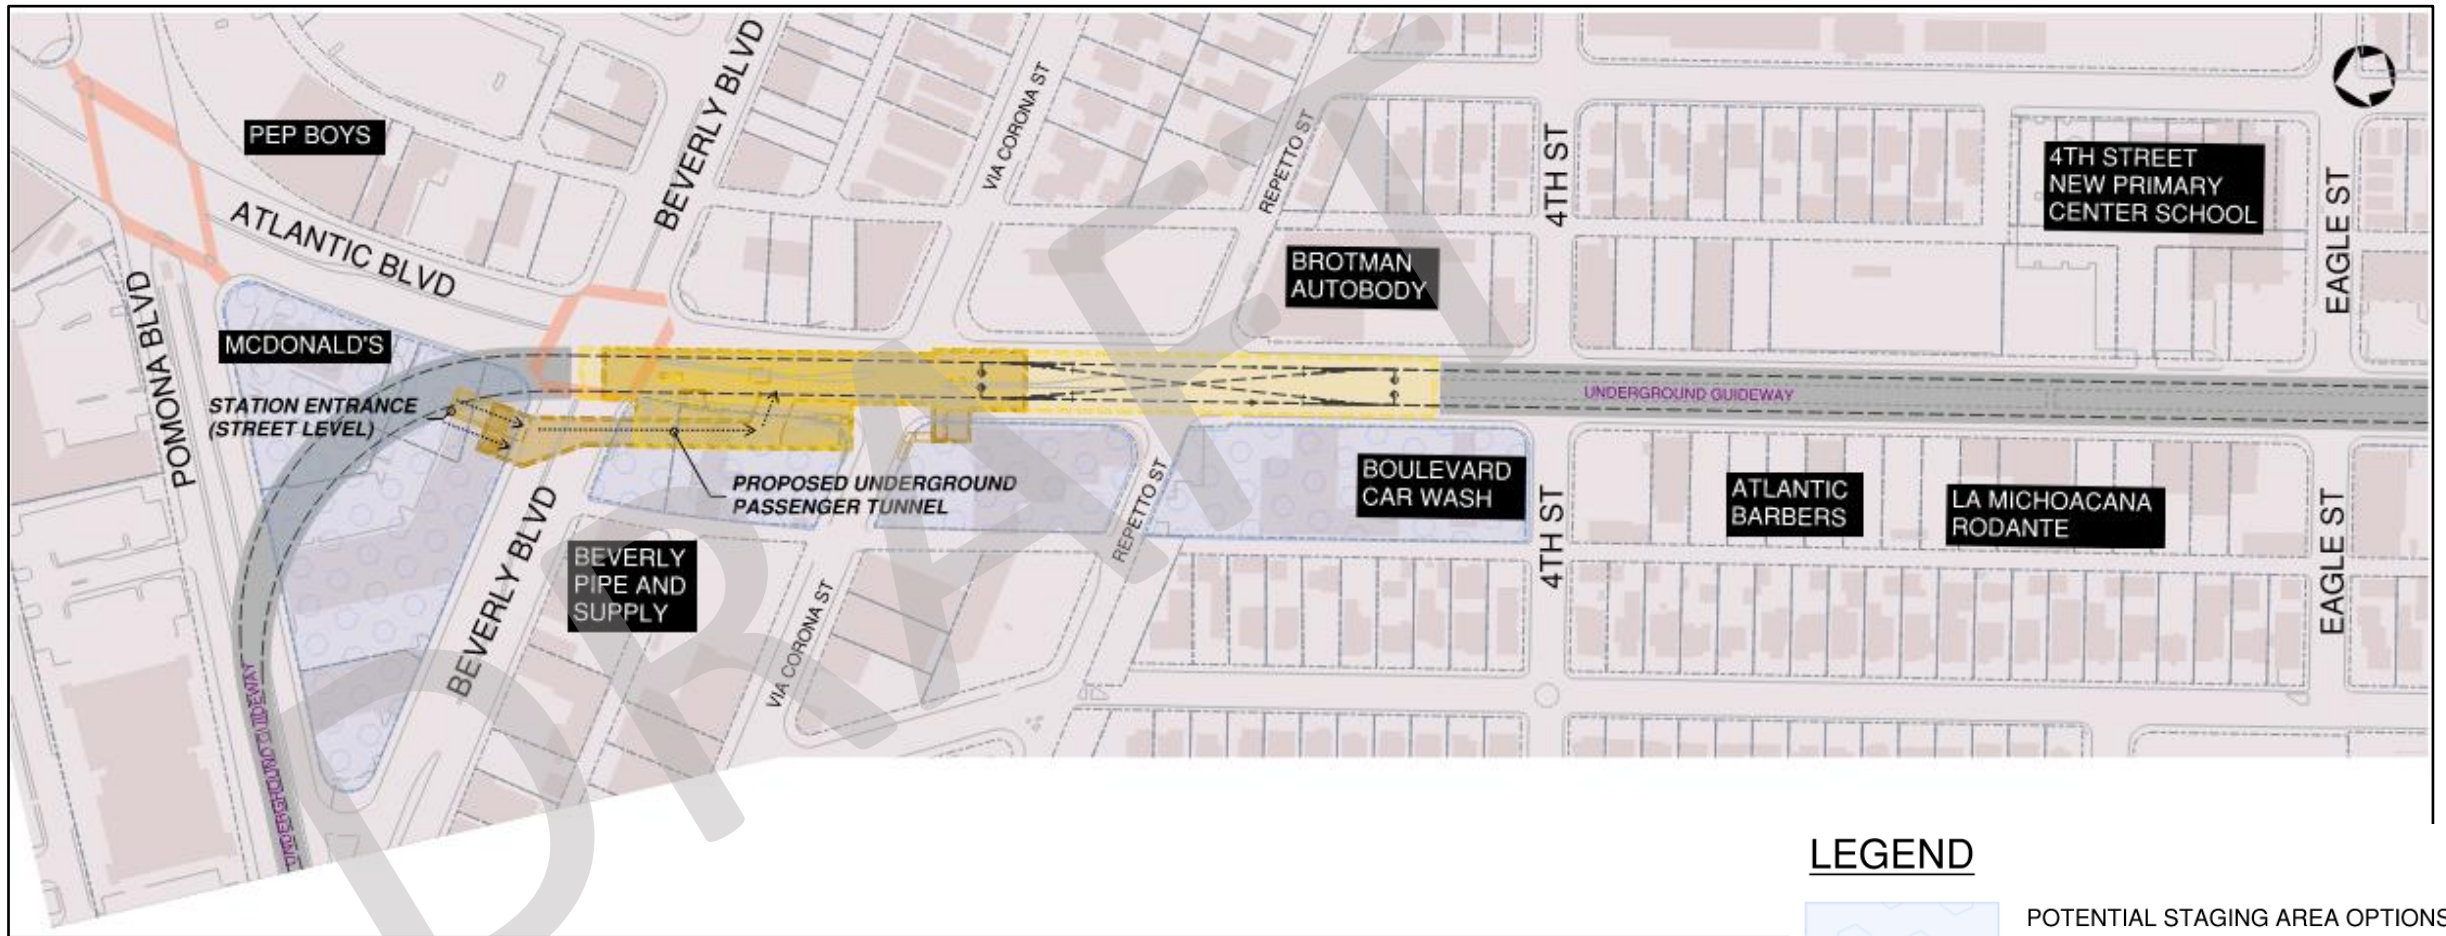 BEVERLY BLVD
VIA CORONA ST
PEP BOYS
REPETTO ST
4TH ST
4TH STREET
NEW PRIMARY
CENTER SCHOOL
EAGLE ST
ATLANTIC BLVD
BROTMAN
AUTOBODY
POMONA BLVD
MCDONALD'S
STATION ENTRANCE
(STREET LEVEL)
UNDERGROUND GUIDEWAY
PROPOSED UNDERGROUND
PASSENGER TUNNEL
BOULEVARD
CAR WASH
ATLANTIC
BARBERS
LA MICHOACANA
RODANTE
BEVERLY BLVD
BEVERLY
PIPE AND
SUPPLY
VIA CORONA ST
REPETTO ST
4TH ST
EAGLE ST
UNDERGROUND GUIDEWAY
DRAFT
LEGEND
POTENTIAL STAGING AREA OPTIONS